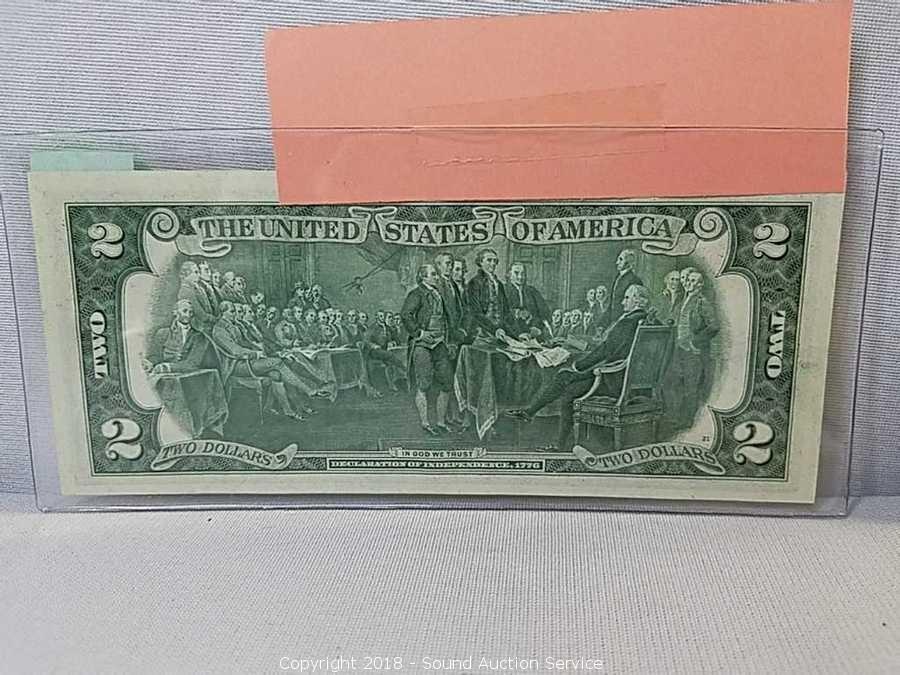 THE UNITED STATES OF AMERICA
2
2
TWO
TWO
2
2
TWO DOLLARS
IN GOD WE TRUST
DECLARATION OF INDEPENDENCE, 1776
TWO DOLLARS
Copyright 2018 - Sound Auction Service